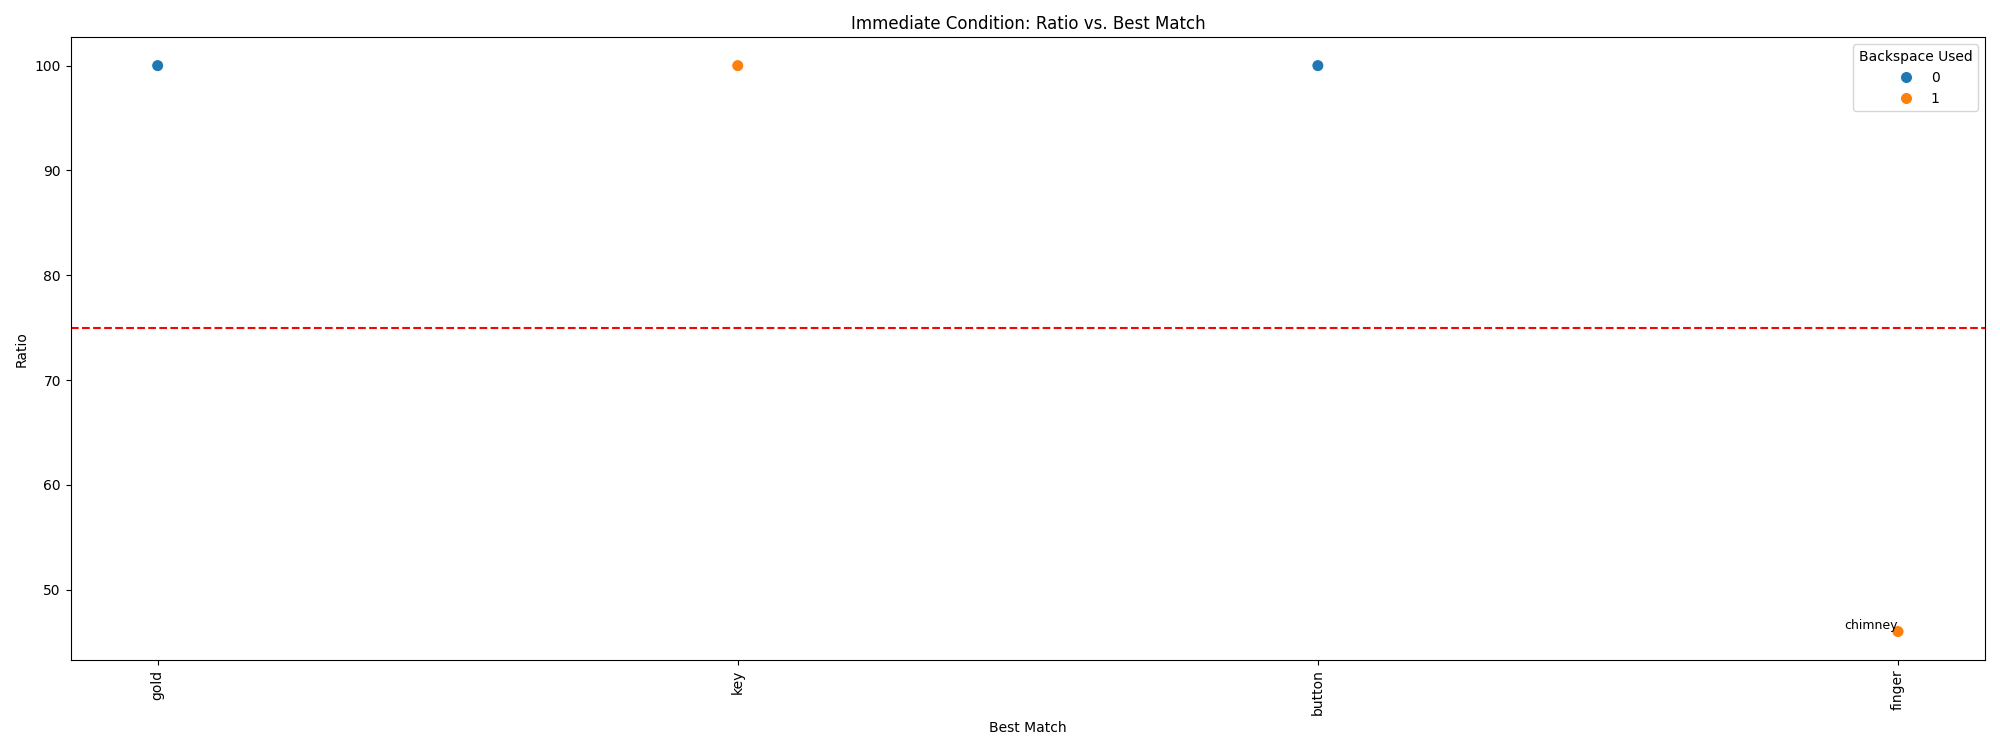 Immediate Condition: Ratio vs. Best Match
Backspace Used
0
1
100
90
80
70
60
50
Ratio
chimney
gold
key
button
finger
Best Match